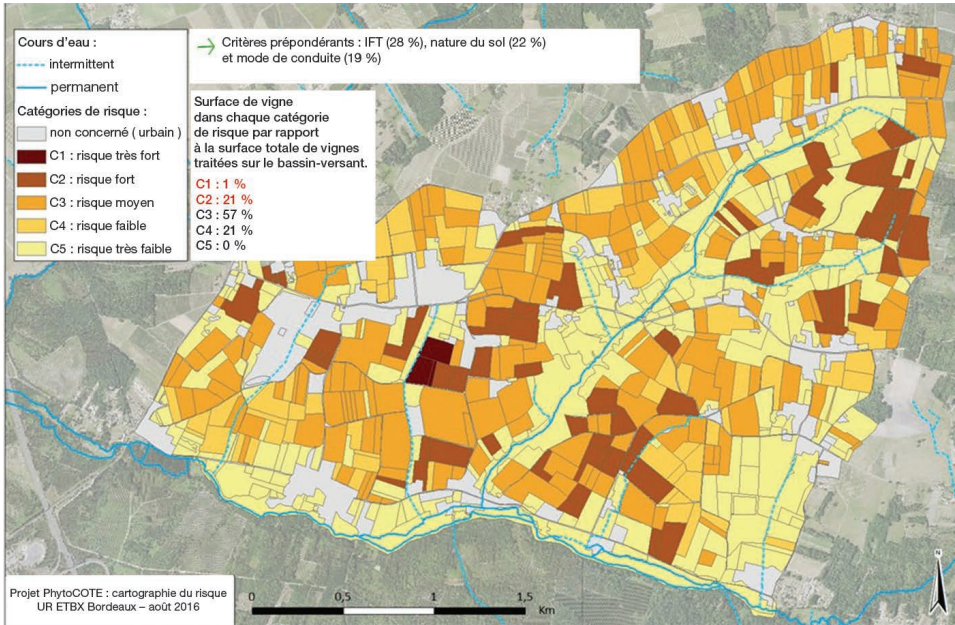 Cours d'eau :
intermittent
permanent
Catégories de risque :
non concerné ( urbain )
C1 : risque très fort
C2 : risque fort
C3 : risque moyen
C4 : risque faible
C5 : risque très faible
Critères prépondérants : IFT (28 %), nature du sol (22 %)
et mode de conduite (19 %)
Surface de vigne
dans chaque catégorie
de risque par rapport
à la surface totale de vignes
traitées sur le bassin-versant.
C1 : 1 %
C2 : 21 %
C3 : 57 %
C4 : 21 %
C5 : 0 %
Projet PhytoCOTE : cartographie du risque
UR ETBX Bordeaux – août 2016
0 0,5 1 1,5
Km
N